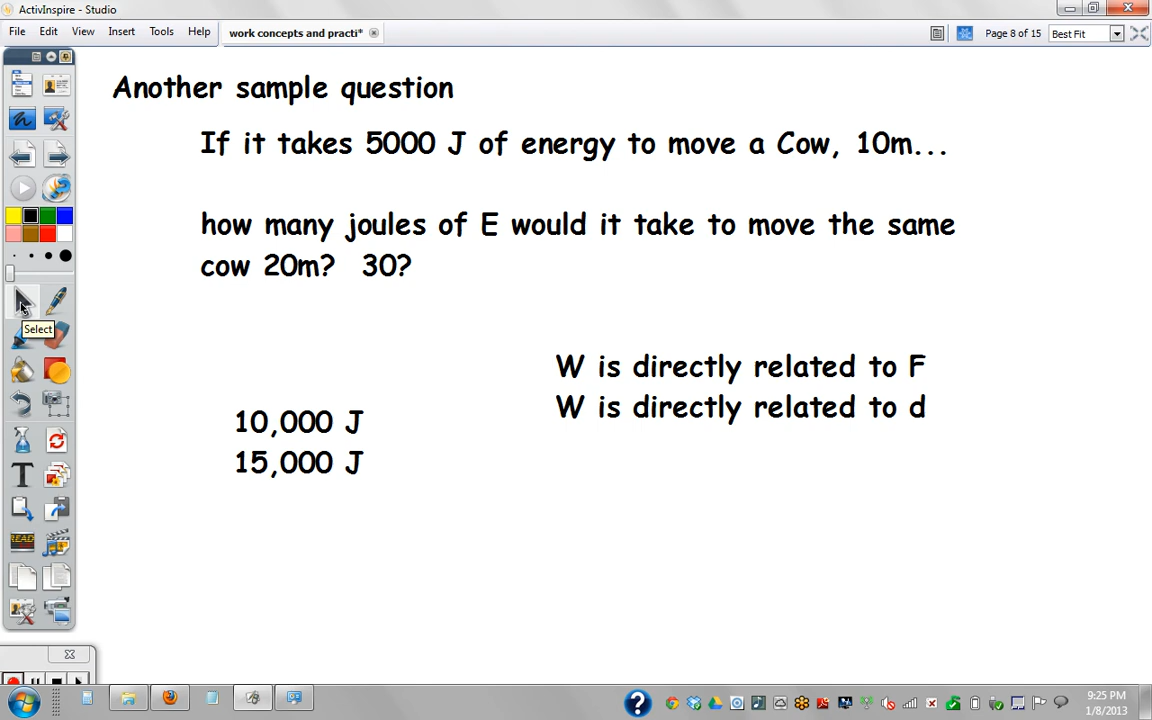 ActivInspire - Studio
File Edit View Insert Tools Help
work concepts and practi*
Page 8 of 15
Best Fit
Another sample question
If it takes 5000 J of energy to move a Cow, 10m...
how many joules of E would it take to move the same
cow 20m? 30?
Select
W is directly related to F
W is directly related to d
10,000 J
15,000 J
T
READ
9:25 PM
1/8/2013